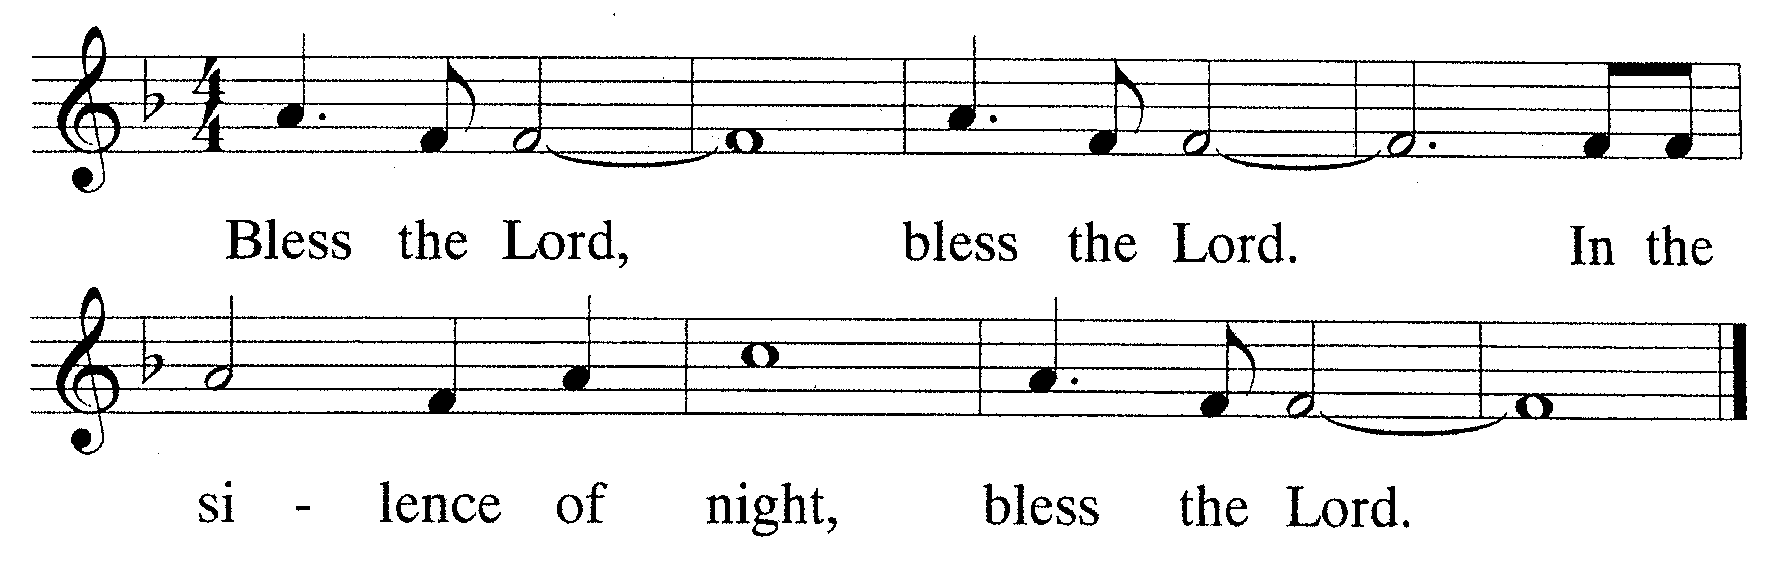 Bless the Lord, bless the Lord. In the
si - lence of night, bless the Lord.